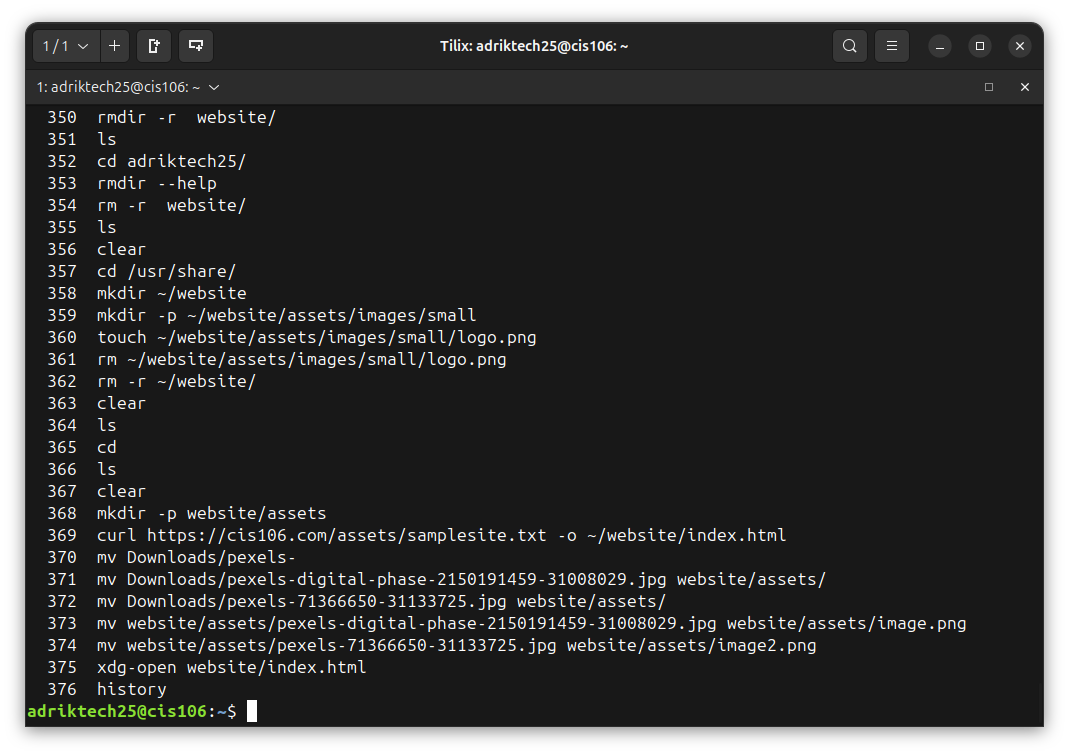 1 / 1
Tilix: adriktech25@cis106: ~
1: adriktech25@cis106: ~
350  rmdir -r  website/
351  ls
352  cd adriktech25/
353  rmdir --help
354  rm -r  website/
355  ls
356  clear
357  cd /usr/share/
358  mkdir ~/website
359  mkdir -p ~/website/assets/images/small
360  touch ~/website/assets/images/small/logo.png
361  rm ~/website/assets/images/small/logo.png
362  rm -r ~/website/
363  clear
364  ls
365  cd
366  ls
367  clear
368  mkdir -p website/assets
369  curl https://cis106.com/assets/samplesite.txt -o ~/website/index.html
370  mv Downloads/pexels-
371  mv Downloads/pexels-digital-phase-2150191459-31008029.jpg website/assets/
372  mv Downloads/pexels-71366650-31133725.jpg website/assets/
373  mv website/assets/pexels-digital-phase-2150191459-31008029.jpg website/assets/image.png
374  mv website/assets/pexels-71366650-31133725.jpg website/assets/image2.png
375  xdg-open website/index.html
376  history
adriktech25@cis106:~$